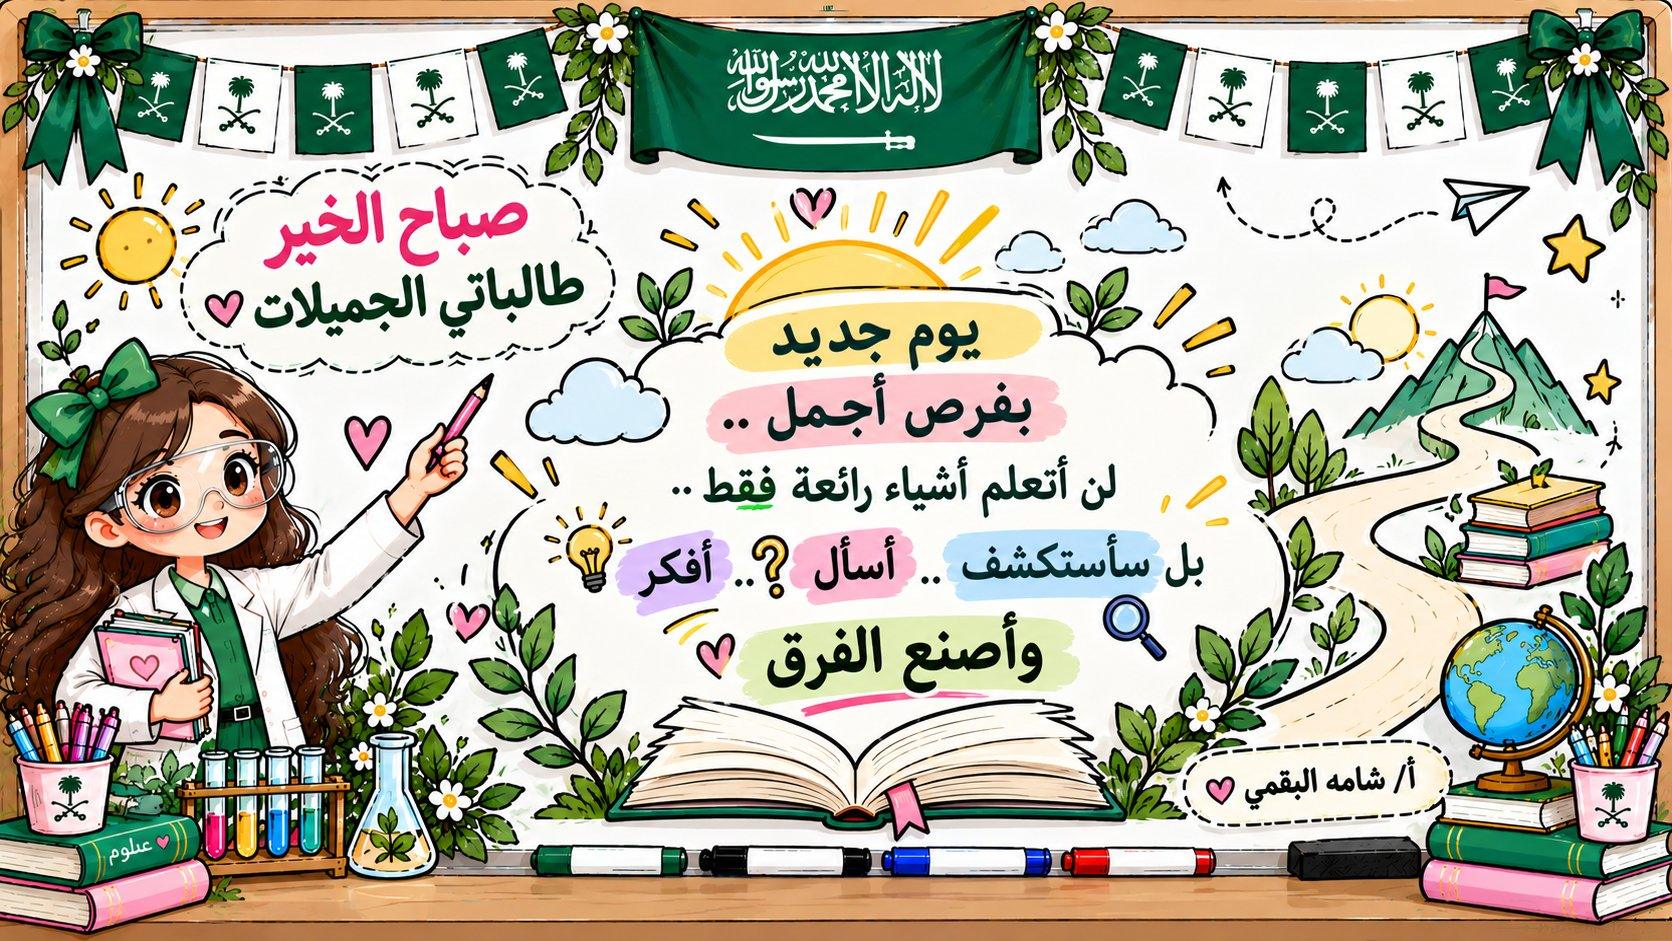 لا إله إلا الله محمد رسول الله
صباح الخير
طالباتي الجميلات
يوم جديد
بفرص أجمل ..
لن أتعلم أشياء رائعة فقط ..
بل سأستكشف .. أسأل ؟.. أفكر
وأصنع الفرق
أ/ شامه البقمي
علوم